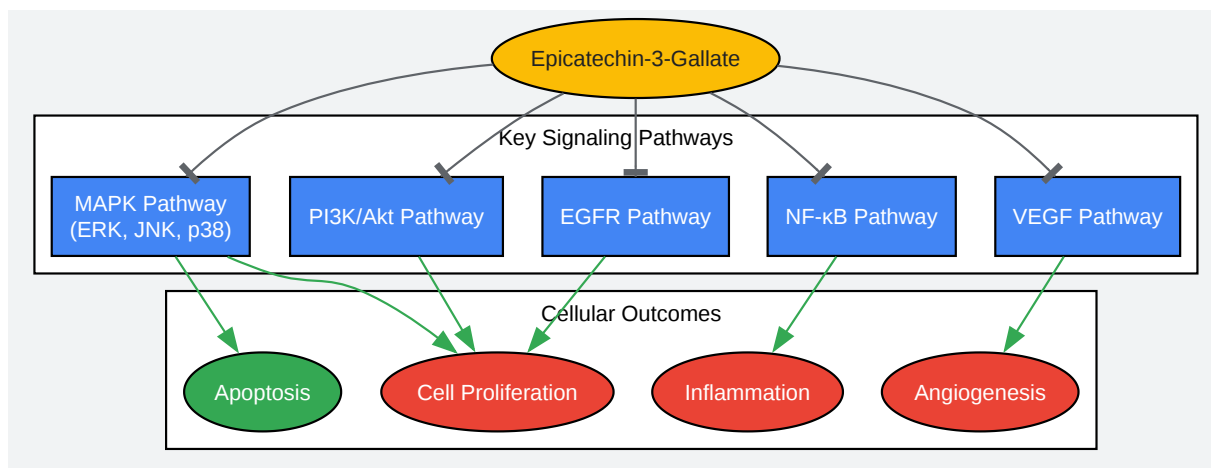 Epicatechin-3-Gallate
Key Signaling Pathways
MAPK Pathway
(ERK, JNK, p38)
PI3K/Akt Pathway
EGFR Pathway
NF-κB Pathway
VEGF Pathway
Cellular Outcomes
Apoptosis
Cell Proliferation
Inflammation
Angiogenesis